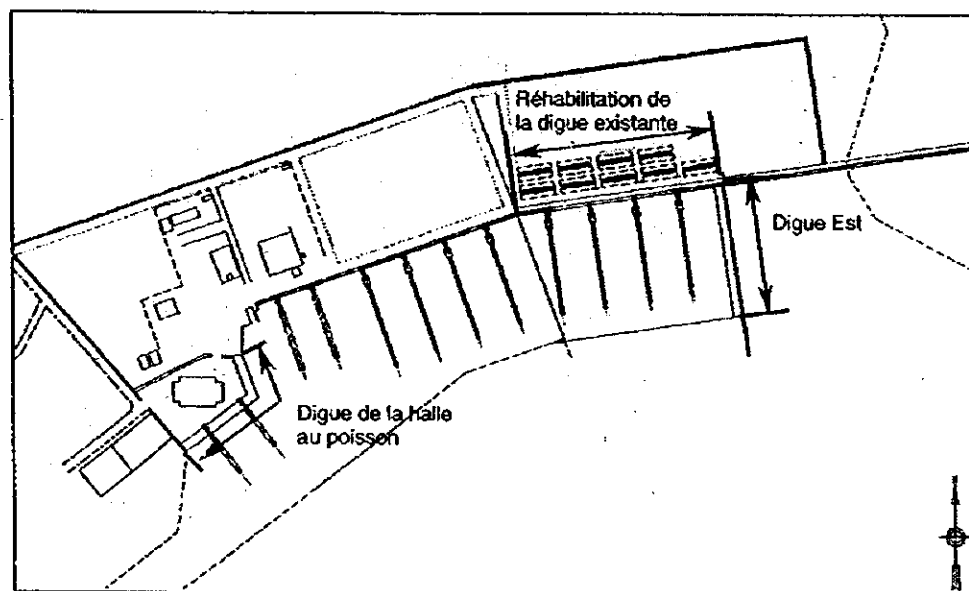 Réhabilitation de
la digue existante
Digue Est
Digue de la halle
au poisson